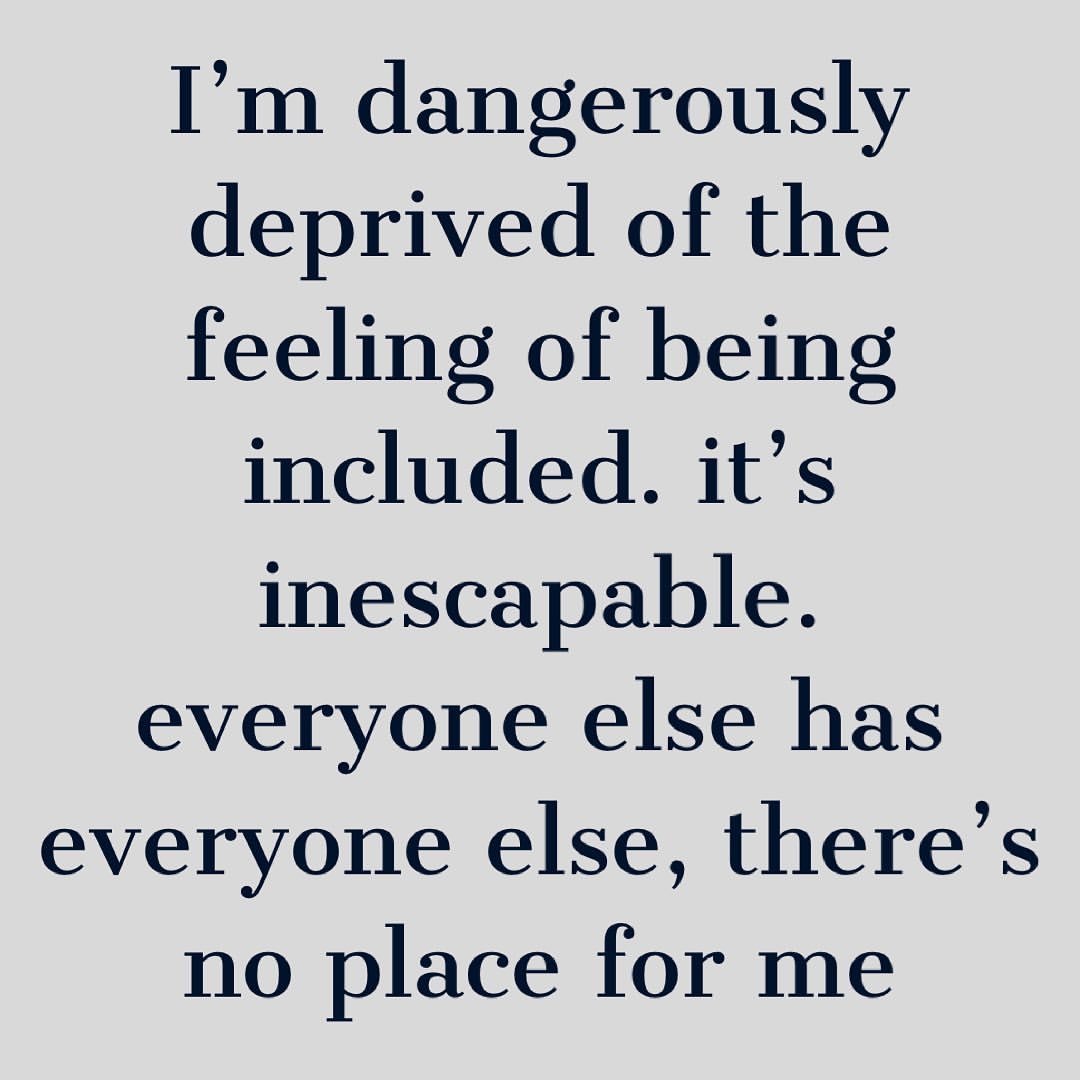 I’m dangerously
deprived of the
feeling of being
included. it’s
inescapable.
everyone else has
everyone else, there’s
no place for me